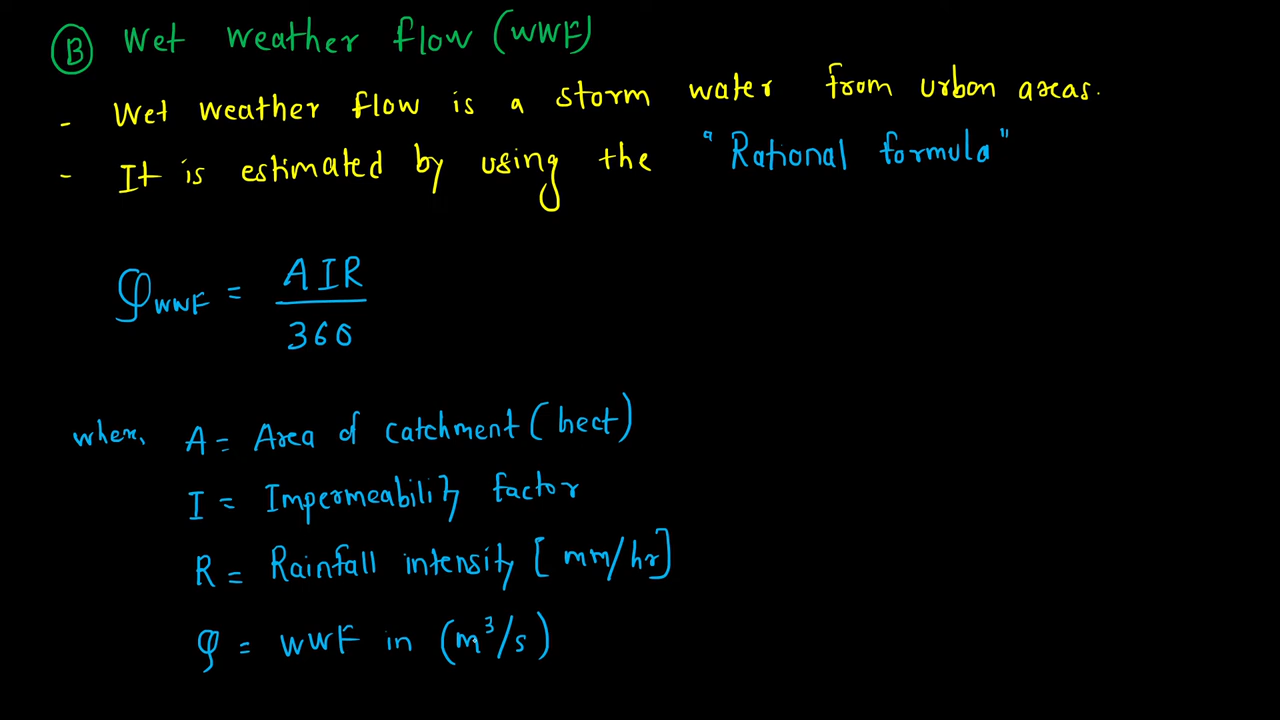 B Wet weather flow (WWF)
- Wet weather flow is a storm water from urban areas.
- It is estimated by using the "Rational formula"
φWWF = AIR / 360
where, A = Area of catchment (hect)
I = Impermeability factor
R = Rainfall intensity [mm/hr]
φ = WWF in (m³/s)